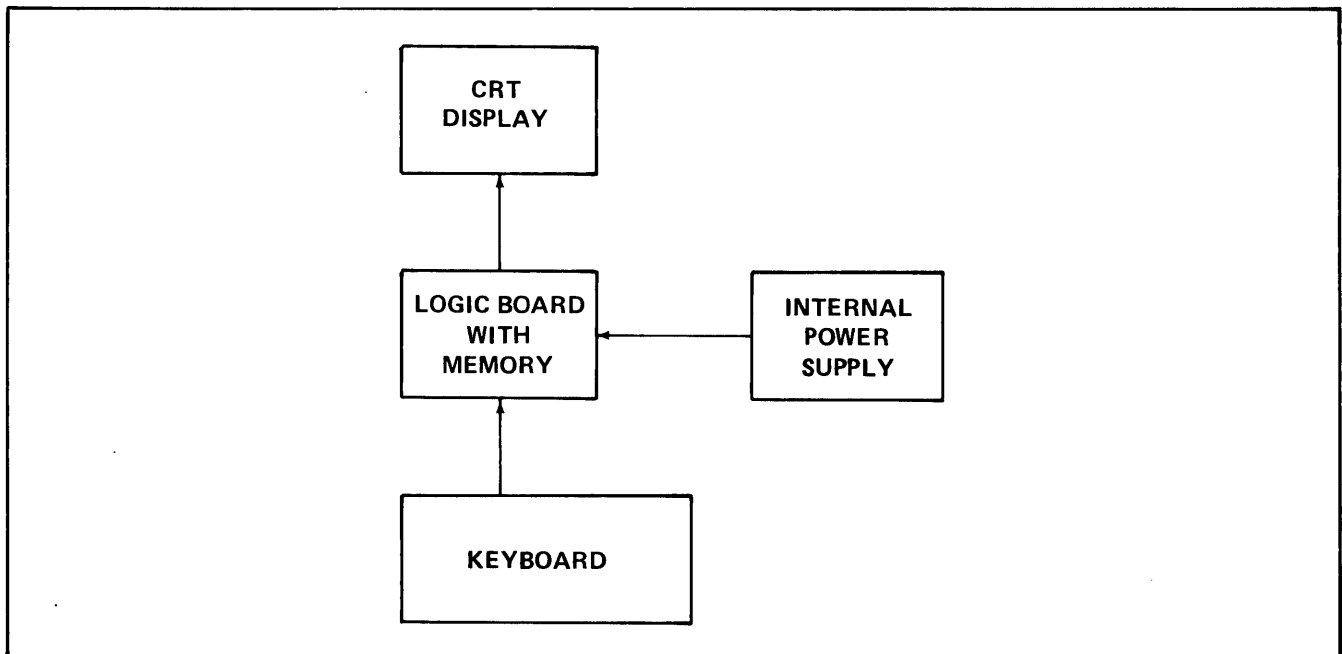 CRT
DISPLAY
LOGIC BOARD
WITH
MEMORY
INTERNAL
POWER
SUPPLY
KEYBOARD